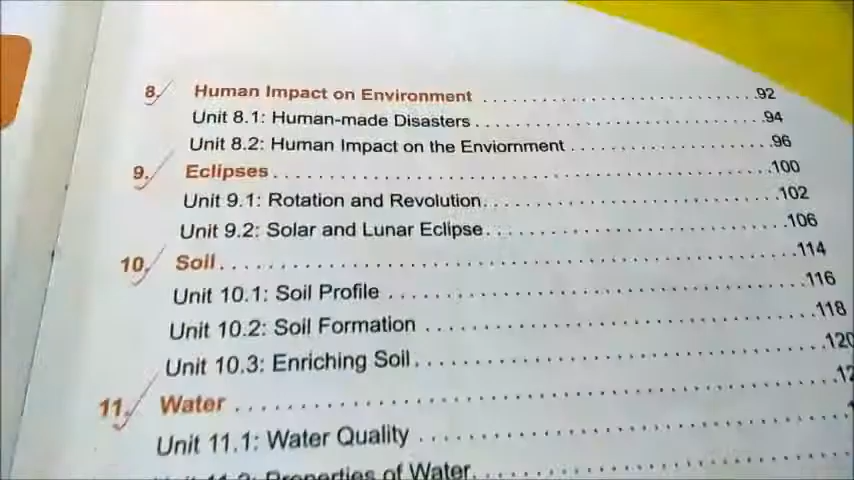 8. Human Impact on Environment ........................................92
Unit 8.1: Human-made Disasters........................................94
Unit 8.2: Human Impact on the Enviornment ............................96
9. Eclipses...........................................................100
Unit 9.1: Rotation and Revolution.....................................102
Unit 9.2: Solar and Lunar Eclipse.....................................106
10. Soil..............................................................114
Unit 10.1: Soil Profile ..............................................116
Unit 10.2: Soil Formation ............................................118
Unit 10.3: Enriching Soil.............................................120
11. Water ............................................................
Unit 11.1: Water Quality .............................................
Properties of Water...................................................